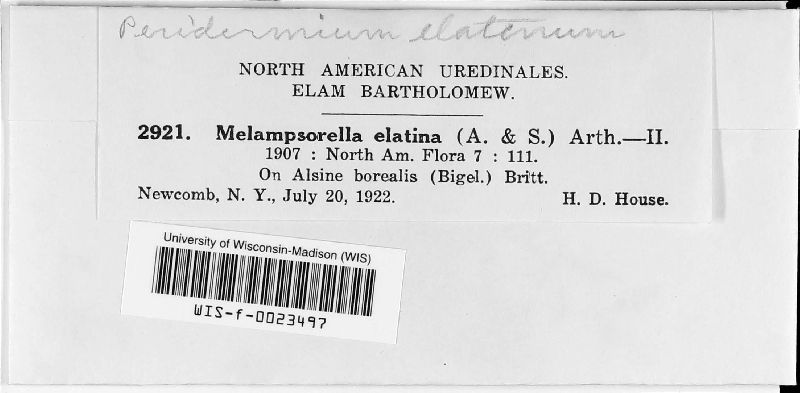 Peridermium elatinum
NORTH AMERICAN UREDINALES.
ELAM BARTHOLOMEW.
2921. Melampsorella elatina (A. & S.) Arth.—II.
1907 : North Am. Flora 7 : 111.
On Alsine borealis (Bigel.) Britt.
Newcomb, N. Y., July 20, 1922. H. D. House.
University of Wisconsin-Madison (WIS)
WIS-f-0023497